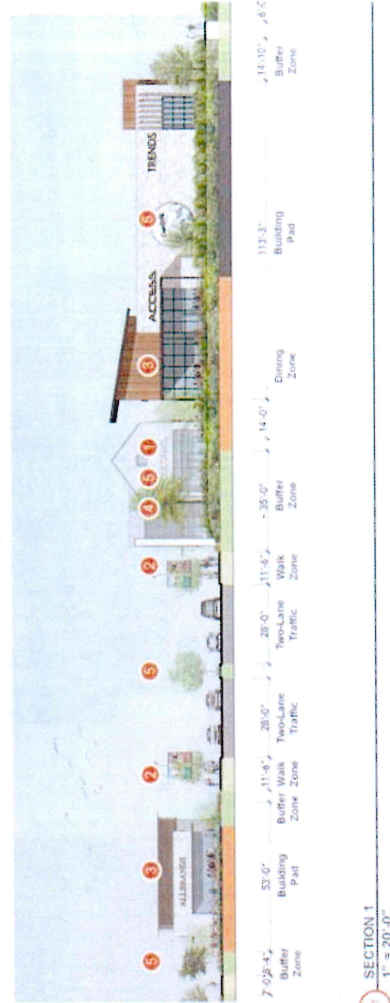 5
3
2
5
2
4
5
1
3
5
ALLBRANDS
ACCESS
TRENDS
7'-0"
8'-4"
53'-0"
11'-6"
28'-0"
28'-0"
11'-6"
~ 35'-0"
14'-0"
113'-3"
14'-10"
Buffer
Zone
Building
Pad
Buffer
Zone
Walk
Zone
Two-Lane
Traffic
Two-Lane
Traffic
Walk
Zone
Buffer
Zone
Dining
Zone
Building
Pad
Buffer
Zone
SECTION 1
1" = 20'-0"